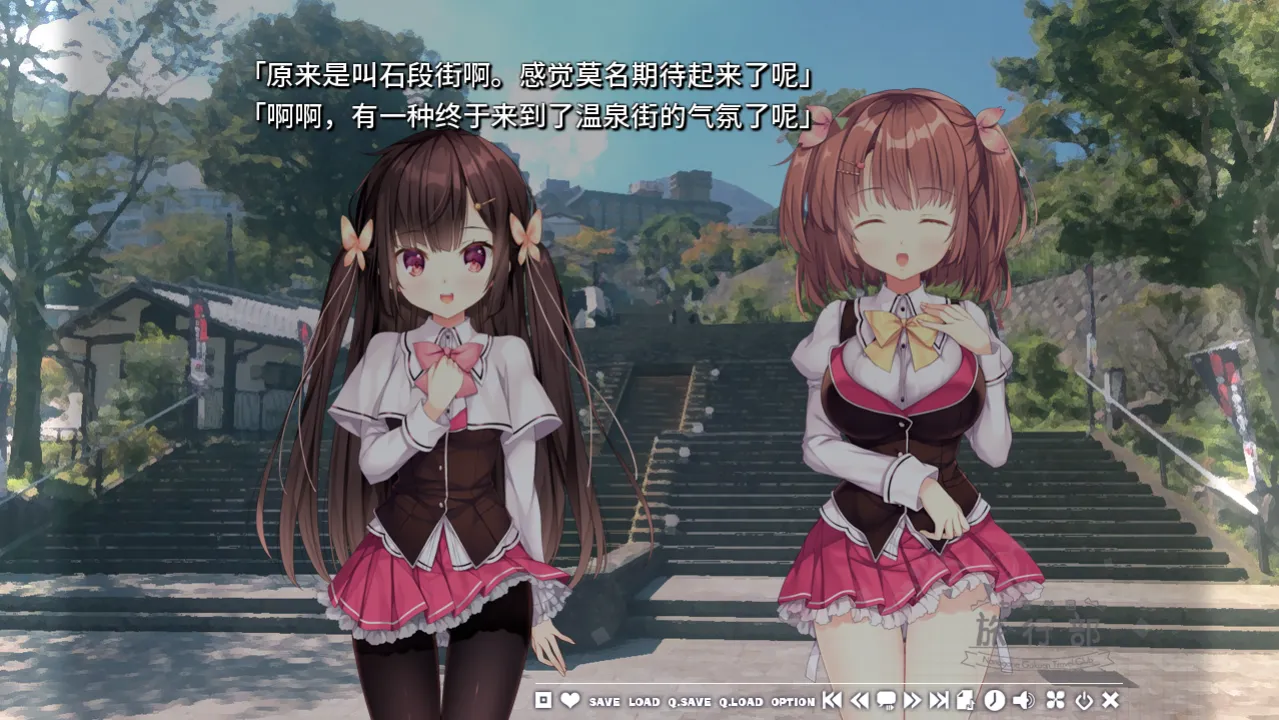 「原来是叫石段街啊。感觉莫名期待起来了呢」
「啊啊，有一种终于来到了温泉街的气氛了呢」
旅行部
SAVE LOAD Q.SAVE Q.LOAD OPTION